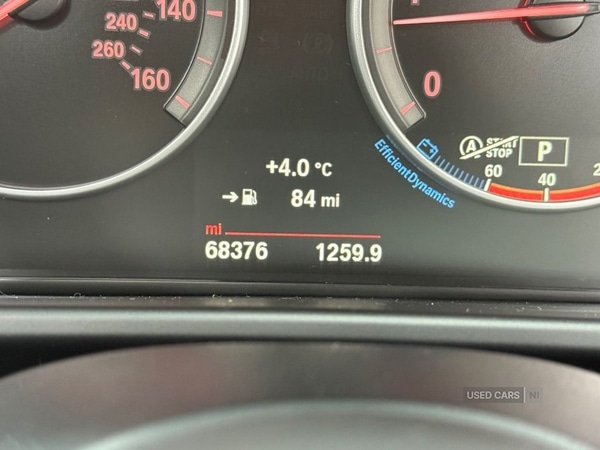 140
240
260
160
0
EfficientDynamics
START
STOP
P
60
40
+4.0 °C
84 mi
mi
68376 1259.9
USED CARS NI